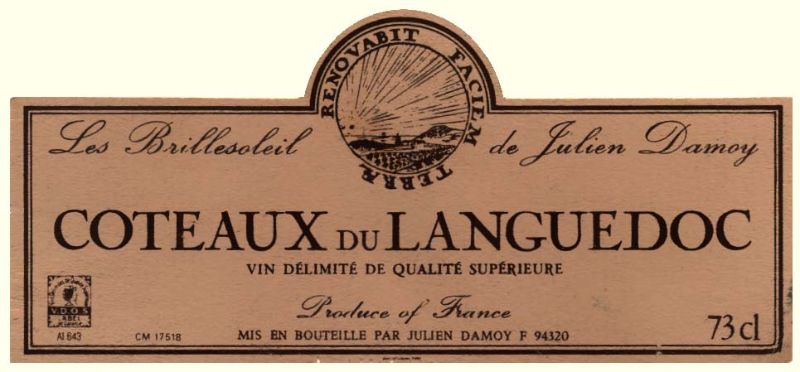 RENOVABIT FACIEM TERRÆ
Les Brillesoleil de Julien Damoy
COTEAUX DU LANGUEDOC
VIN DÉLIMITÉ DE QUALITÉ SUPÉRIEURE
Produce of France
V.D.Q.S
LABEL
AI 643
CM 17518
MIS EN BOUTEILLE PAR JULIEN DAMOY F 94320
73 cl